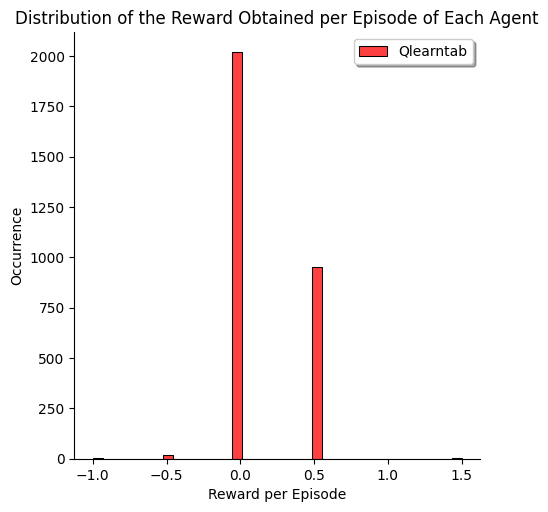 Distribution of the Reward Obtained per Episode of Each Agent
Qlearntab
2000
1750
1500
1250
1000
750
500
250
0
Occurrence
−1.0 −0.5 0.0 0.5 1.0 1.5
Reward per Episode